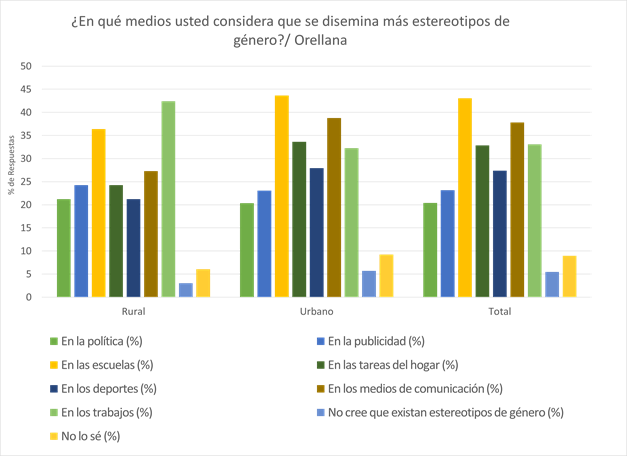 ¿En qué medios usted considera que se disemina más estereotipos de
género?/ Orellana
50
45
40
35
30
25
20
15
10
5
0
% de Respuestas
Rural
Urbano
Total
En la política (%)
En la publicidad (%)
En las escuelas (%)
En las tareas del hogar (%)
En los deportes (%)
En los medios de comunicación (%)
En los trabajos (%)
No cree que existan estereotipos de género (%)
No lo sé (%)